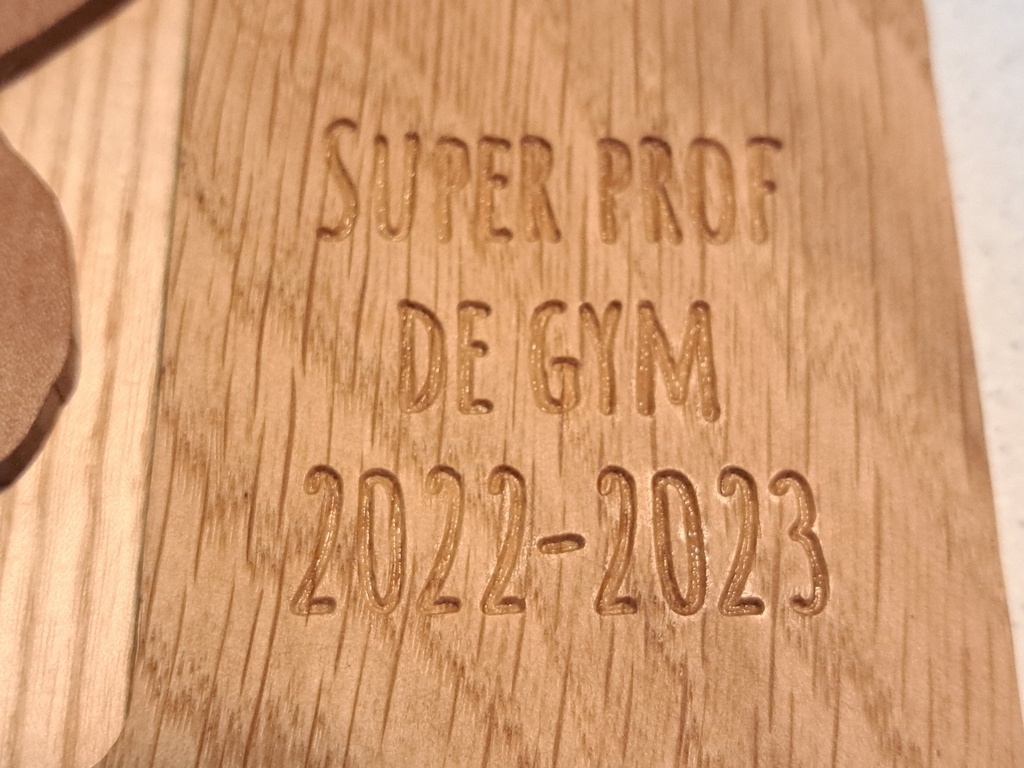 SUPER PROF
DE GYM
2022-2023